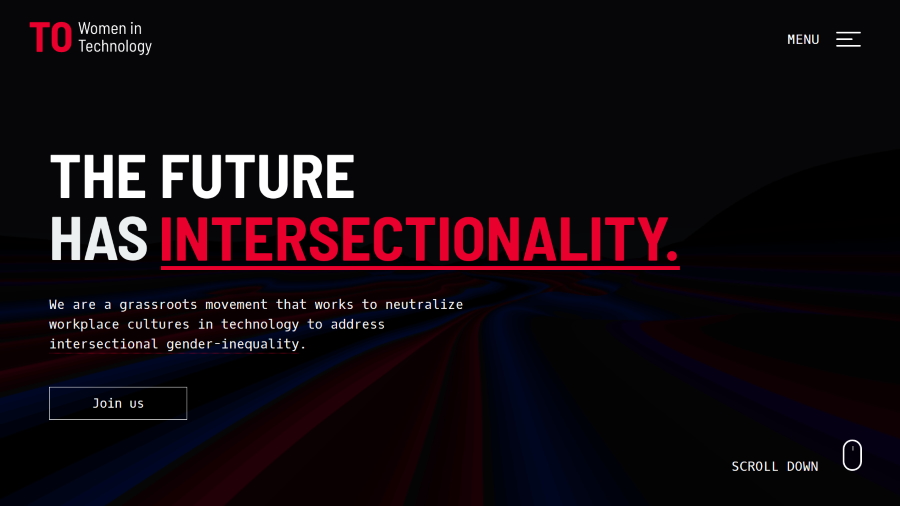 TO Women in
Technology
MENU
THE FUTURE
HAS INTERSECTIONALITY.
We are a grassroots movement that works to neutralize
workplace cultures in technology to address
intersectional gender-inequality.
Join us
SCROLL DOWN